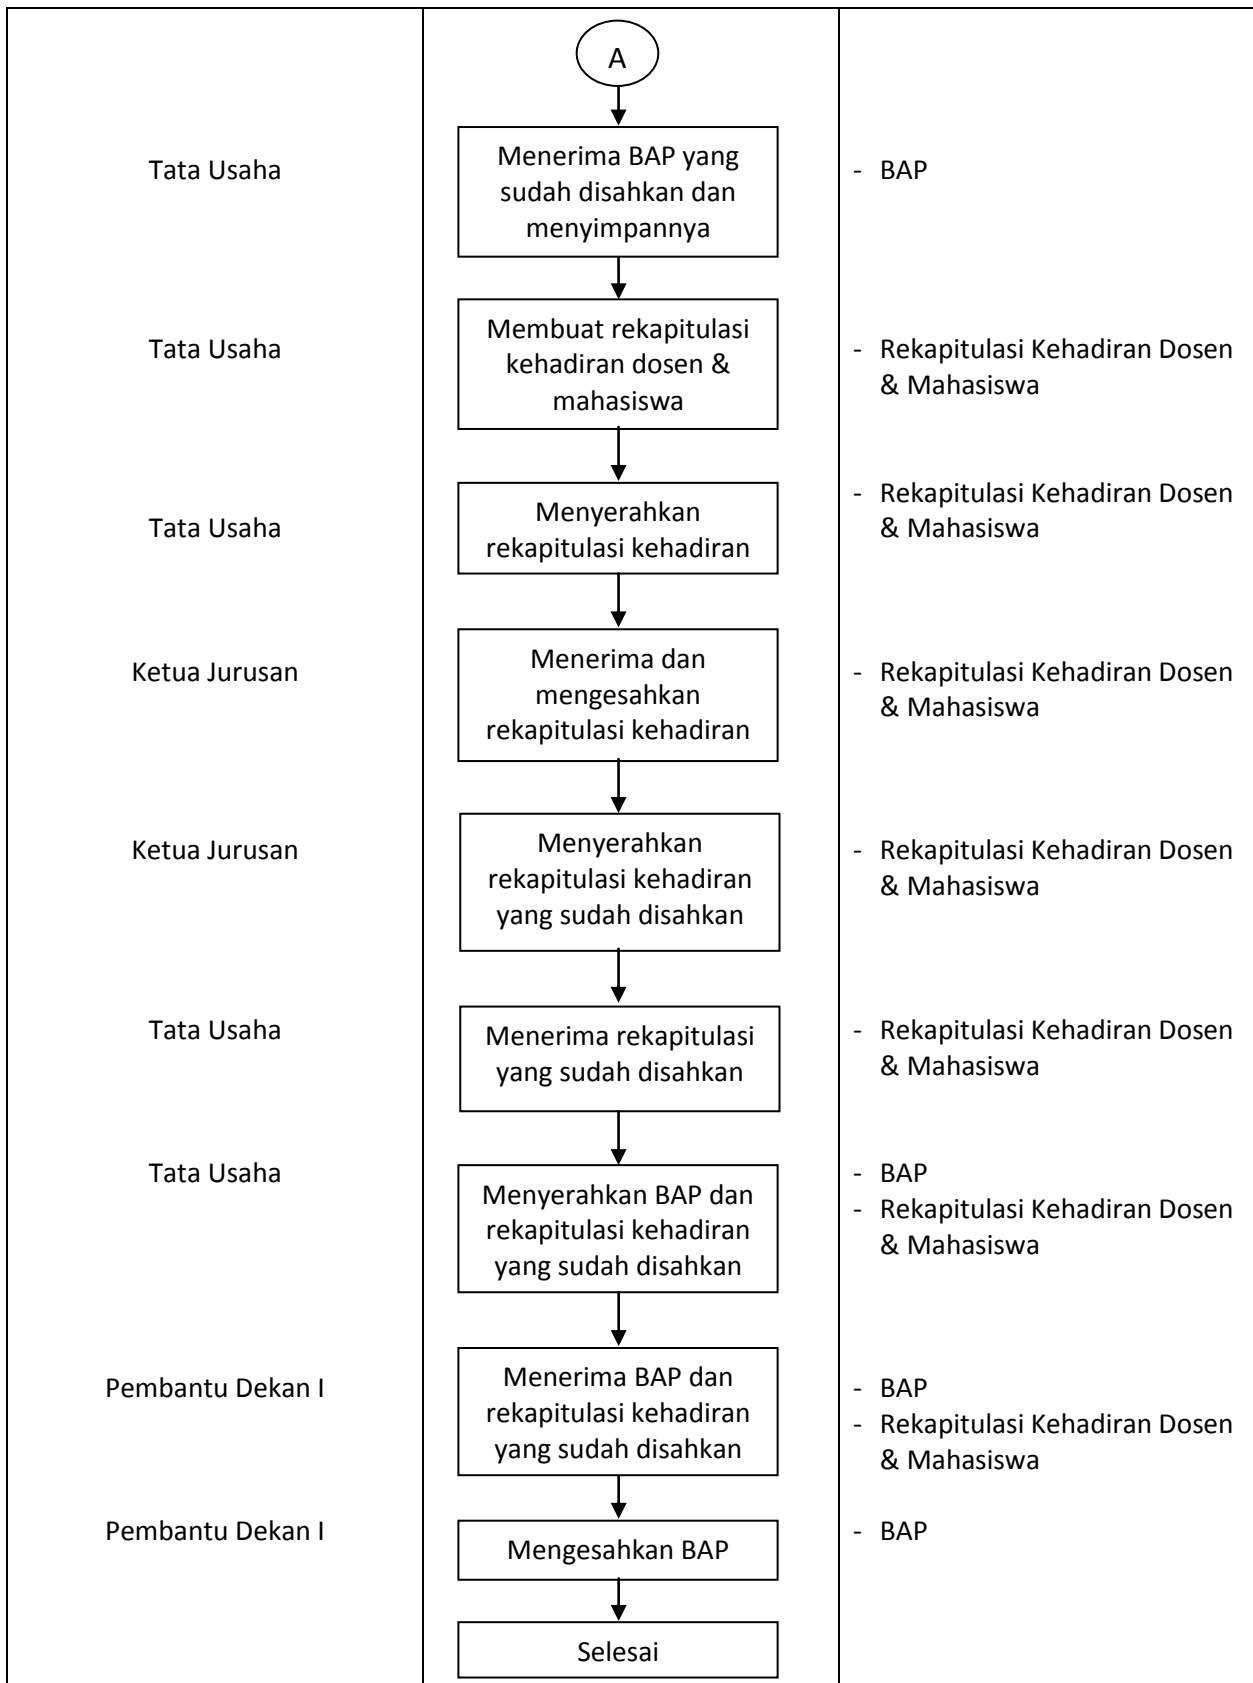 A
Tata Usaha
Menerima BAP yang
sudah disahkan dan
menyimpannya
- BAP
Tata Usaha
Membuat rekapitulasi
kehadiran dosen &
mahasiswa
- Rekapitulasi Kehadiran Dosen
& Mahasiswa
Tata Usaha
Menyerahkan
rekapitulasi kehadiran
- Rekapitulasi Kehadiran Dosen
& Mahasiswa
Ketua Jurusan
Menerima dan
mengesahkan
rekapitulasi kehadiran
- Rekapitulasi Kehadiran Dosen
& Mahasiswa
Ketua Jurusan
Menyerahkan
rekapitulasi kehadiran
yang sudah disahkan
- Rekapitulasi Kehadiran Dosen
& Mahasiswa
Tata Usaha
Menerima rekapitulasi
yang sudah disahkan
- Rekapitulasi Kehadiran Dosen
& Mahasiswa
Tata Usaha
Menyerahkan BAP dan
rekapitulasi kehadiran
yang sudah disahkan
- BAP
- Rekapitulasi Kehadiran Dosen
& Mahasiswa
Pembantu Dekan I
Menerima BAP dan
rekapitulasi kehadiran
yang sudah disahkan
- BAP
- Rekapitulasi Kehadiran Dosen
& Mahasiswa
Pembantu Dekan I
Mengesahkan BAP
- BAP
Selesai